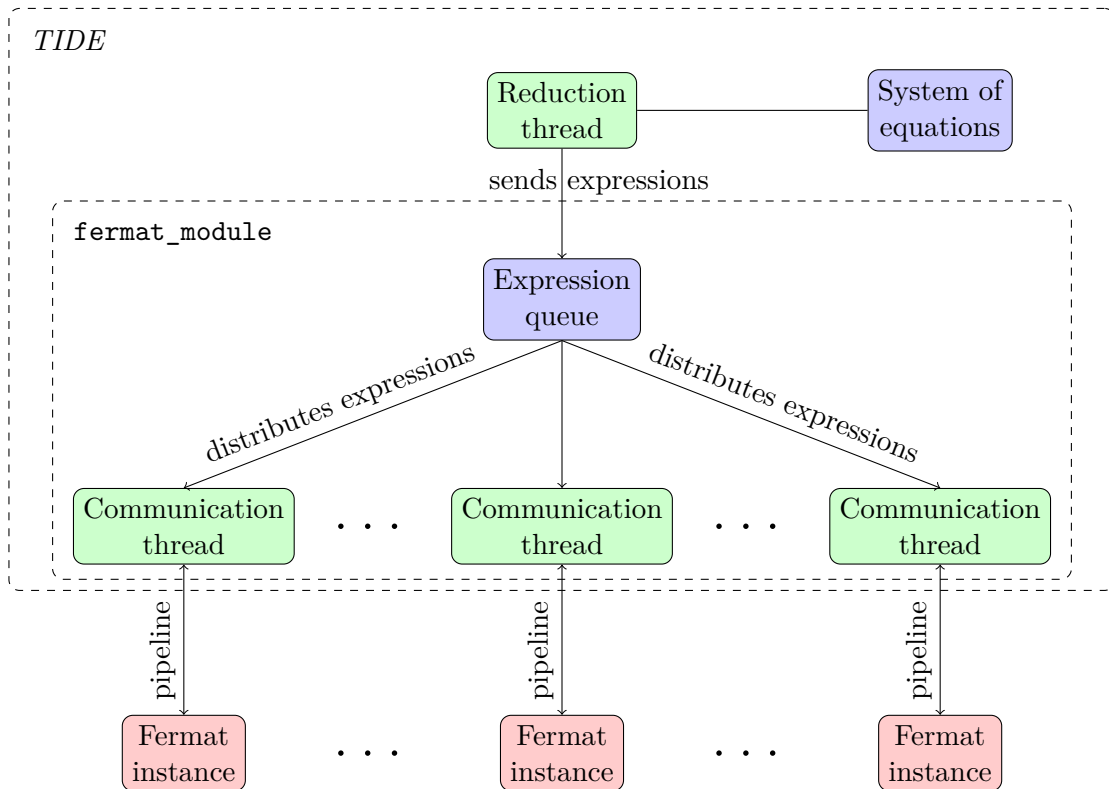 TIDE
Reduction
thread
System of
equations
sends expressions
fermat_module
Expression
queue
distributes expressions
distributes expressions
Communication
thread
. . .
Communication
thread
. . .
Communication
thread
pipeline
pipeline
pipeline
Fermat
instance
. . .
Fermat
instance
. . .
Fermat
instance